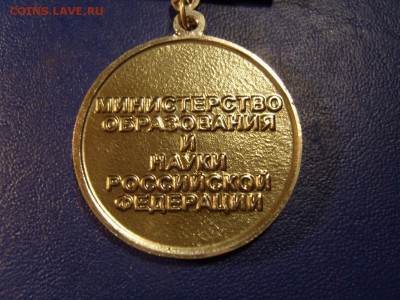 COINS.LAVE.RU
МИНИСТЕРСТВО
ОБРАЗОВАНИЯ
И
НАУКИ
РОССИЙСКОЙ
ФЕДЕРАЦИИ